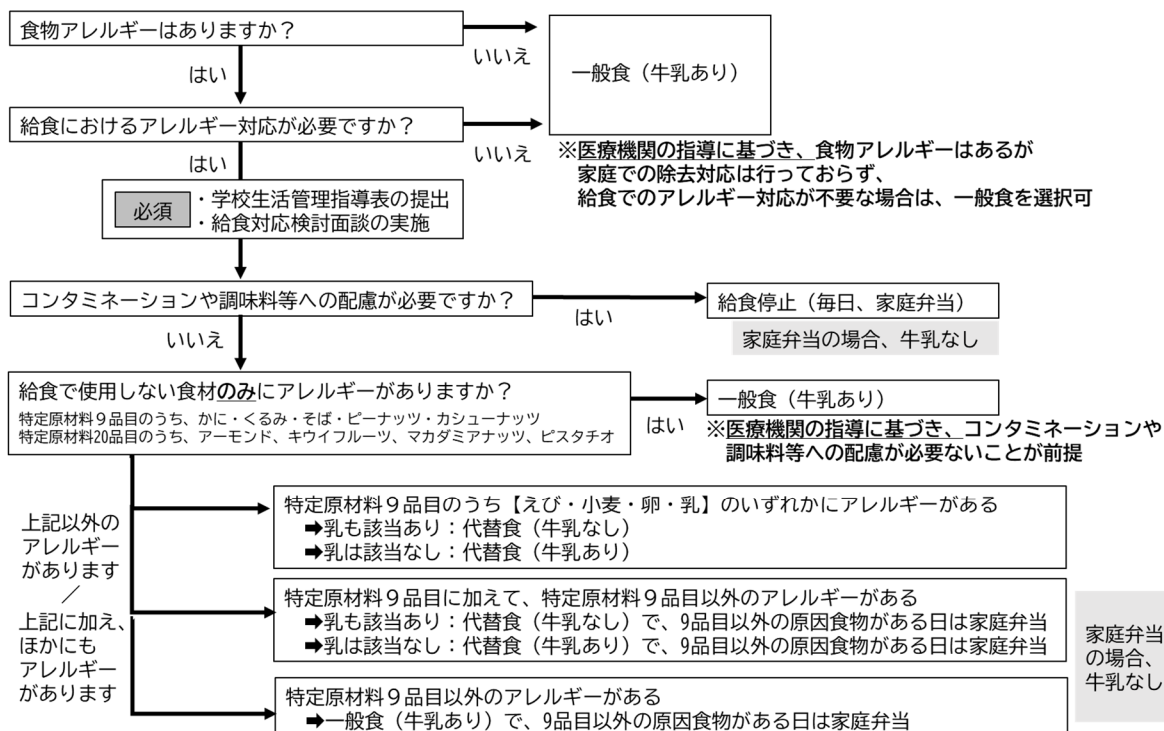 食物アレルギーはありますか？
いいえ
はい
一般食（牛乳あり）
給食におけるアレルギー対応が必要ですか？
いいえ
はい
※医療機関の指導に基づき、食物アレルギーはあるが
家庭での除去対応は行っておらず、
給食でのアレルギー対応が不要な場合は、一般食を選択可
必須
・学校生活管理指導表の提出
・給食対応検討面談の実施
コンタミネーションや調味料等への配慮が必要ですか？
はい
いいえ
給食停止（毎日、家庭弁当）
家庭弁当の場合、牛乳なし
給食で使用しない食材のみにアレルギーがありますか？
特定原材料９品目のうち、かに・くるみ・そば・ピーナッツ・カシューナッツ
特定原材料20品目のうち、アーモンド、キウイフルーツ、マカダミアナッツ、ピスタチオ
はい
一般食（牛乳あり）
※医療機関の指導に基づき、コンタミネーションや
調味料等への配慮が必要ないことが前提
上記以外の
アレルギー
があります
／
上記に加え、
ほかにも
アレルギー
があります
特定原材料９品目のうち【えび・小麦・卵・乳】のいずれかにアレルギーがある
➡乳も該当あり：代替食（牛乳なし）
➡乳は該当なし：代替食（牛乳あり）
特定原材料９品目に加えて、特定原材料９品目以外のアレルギーがある
➡乳も該当あり：代替食（牛乳なし）で、9品目以外の原因食物がある日は家庭弁当
➡乳は該当なし：代替食（牛乳あり）で、9品目以外の原因食物がある日は家庭弁当
特定原材料９品目以外のアレルギーがある
➡一般食（牛乳あり）で、9品目以外の原因食物がある日は家庭弁当
家庭弁当
の場合、
牛乳なし